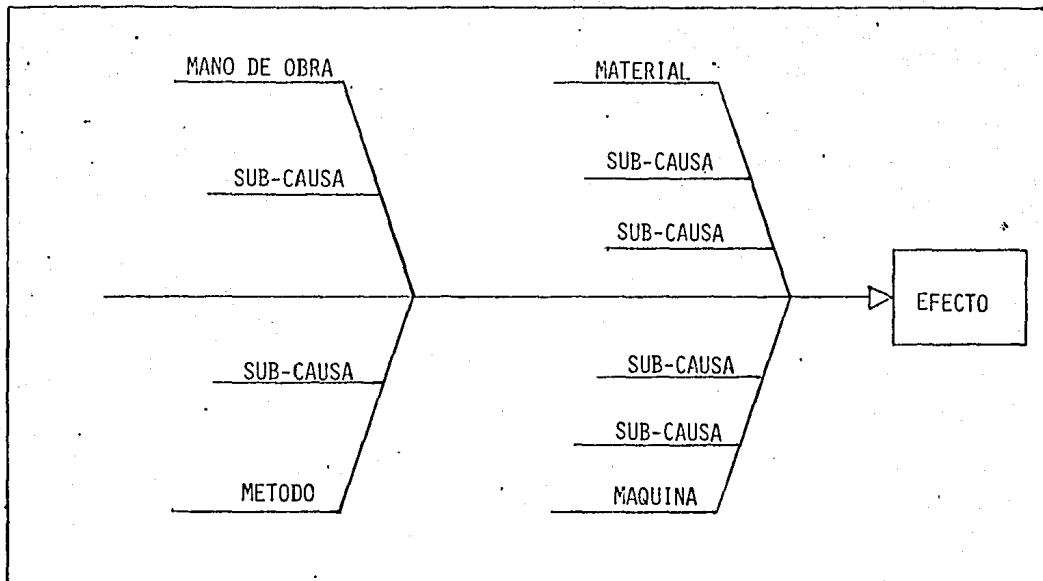 MANO DE OBRA
MATERIAL
SUB-CAUSA
SUB-CAUSA
SUB-CAUSA
EFECTO
SUB-CAUSA
SUB-CAUSA
SUB-CAUSA
METODO
MAQUINA